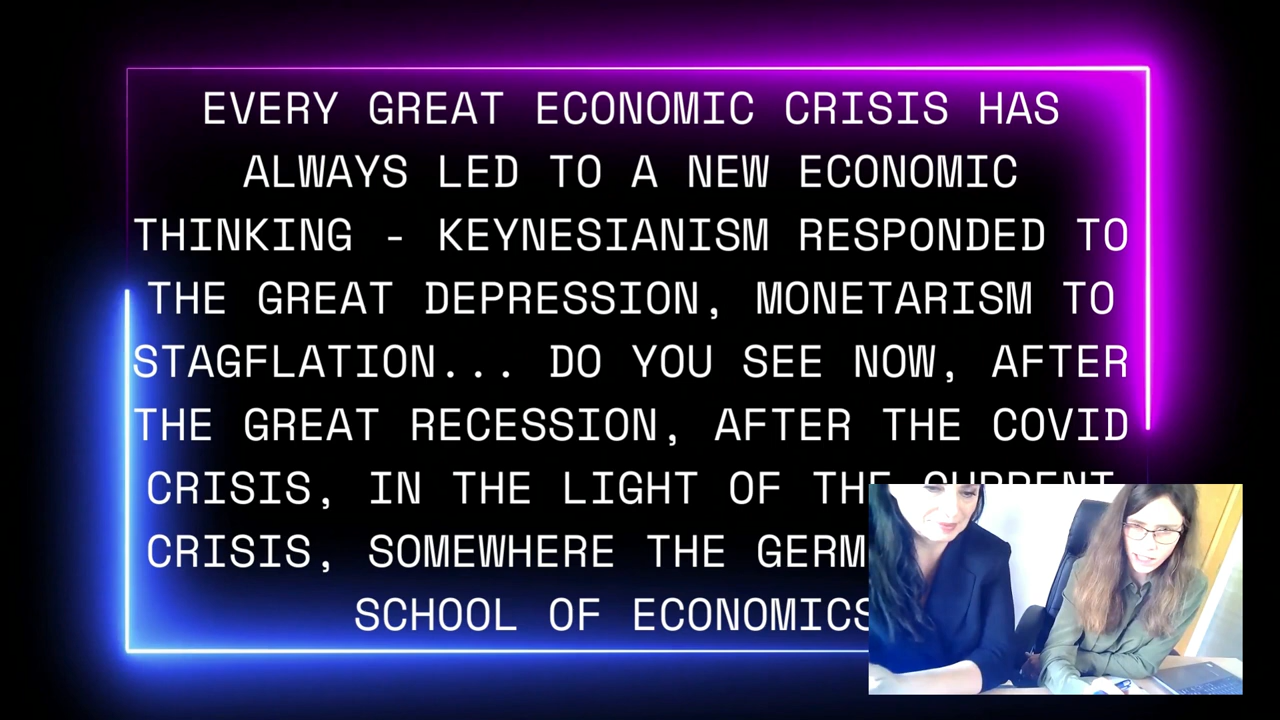 EVERY GREAT ECONOMIC CRISIS HAS
ALWAYS LED TO A NEW ECONOMIC
THINKING - KEYNESIANISM RESPONDED TO
THE GREAT DEPRESSION, MONETARISM TO
STAGFLATION... DO YOU SEE NOW, AFTER
THE GREAT RECESSION, AFTER THE COVID
CRISIS, IN THE LIGHT OF THE CURRENT
CRISIS, SOMEWHERE THE GERM
SCHOOL OF ECONOMICS